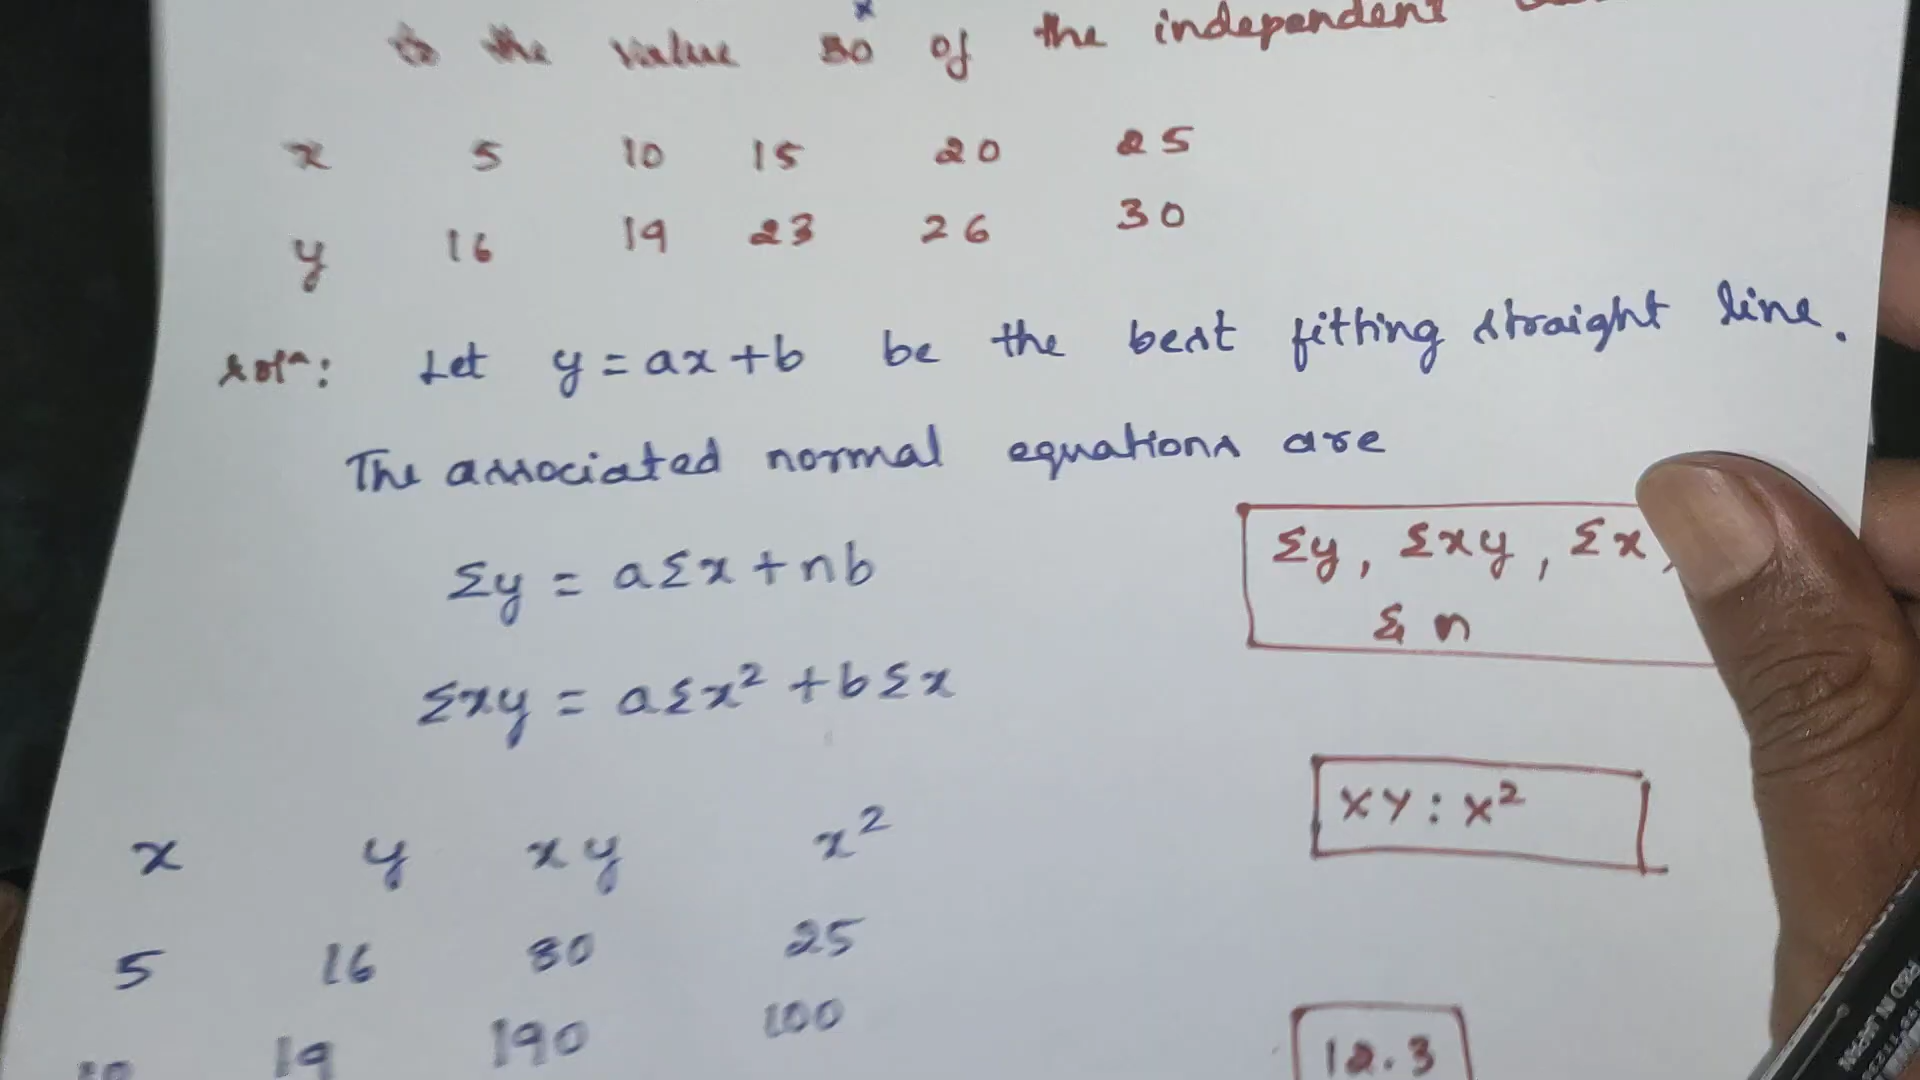 to the value 30 of the independent
x 5 10 15 20 25
y 16 19 23 26 30
Soln: Let y = ax + b be the best fitting straight line.
The associated normal equations are
Σy = aΣx + nb
Σxy = aΣx² + bΣx
Σy, Σxy, Σx,
& n
XY : X²
x y xy x²
5 16 80 25
10 19 190 100
12.3